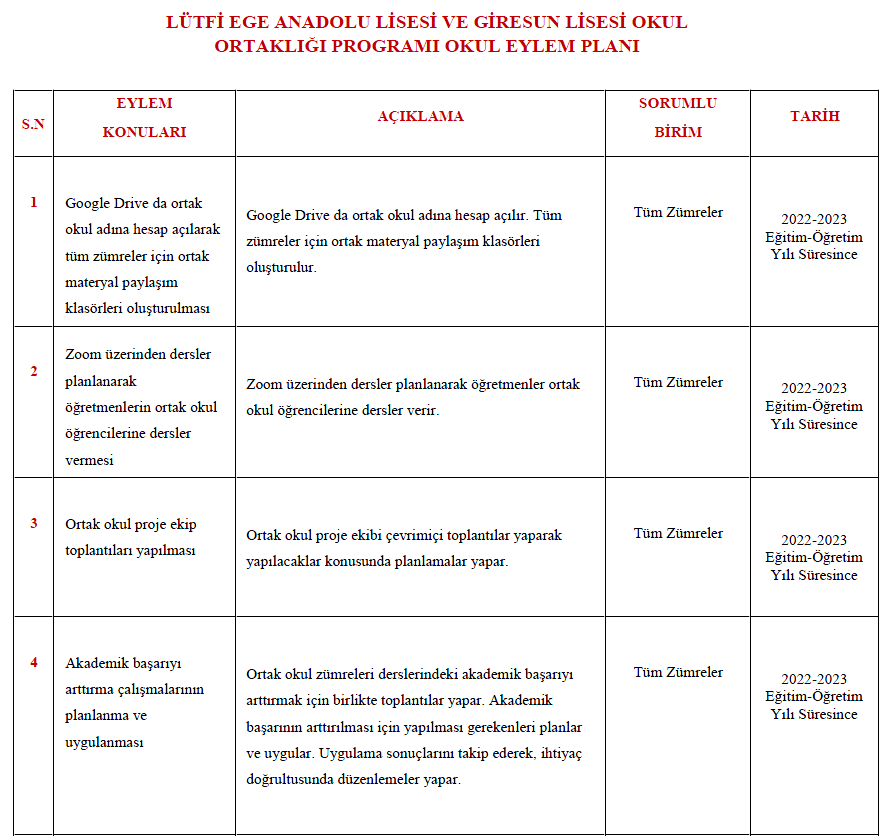 LÜTFİ EGE ANADOLU LİSESİ VE GİRESUN LİSESİ OKUL
ORTAKLIĞI PROGRAMI OKUL EYLEM PLANI
S.N
EYLEM
KONULARI
AÇIKLAMA
SORUMLU
BİRİM
TARİH
1
Google Drive da ortak
okul adına hesap açılarak
tüm zümreler için ortak
materyal paylaşım
klasörleri oluşturulması
Google Drive da ortak okul adına hesap açılır. Tüm
zümreler için ortak materyal paylaşım klasörleri
oluşturulur.
Tüm Zümreler
2022-2023
Eğitim-Öğretim
Yılı Süresince
2
Zoom üzerinden dersler
planlanarak
öğretmenlerin ortak okul
öğrencilerine dersler
vermesi
Zoom üzerinden dersler planlanarak öğretmenler ortak
okul öğrencilerine dersler verir.
Tüm Zümreler
2022-2023
Eğitim-Öğretim
Yılı Süresince
3
Ortak okul proje ekip
toplantıları yapılması
Ortak okul proje ekibi çevrimiçi toplantılar yaparak
yapılacaklar konusunda planlamalar yapar.
Tüm Zümreler
2022-2023
Eğitim-Öğretim
Yılı Süresince
4
Akademik başarıyı
arttırma çalışmalarının
planlanma ve
uygulanması
Ortak okul zümreleri derslerindeki akademik başarıyı
arttırmak için birlikte toplantılar yapar. Akademik
başarının arttırılması için yapılması gerekenleri planlar
ve uygular. Uygulama sonuçlarını takip ederek, ihtiyaç
doğrultusunda düzenlemeler yapar.
Tüm Zümreler
2022-2023
Eğitim-Öğretim
Yılı Süresince